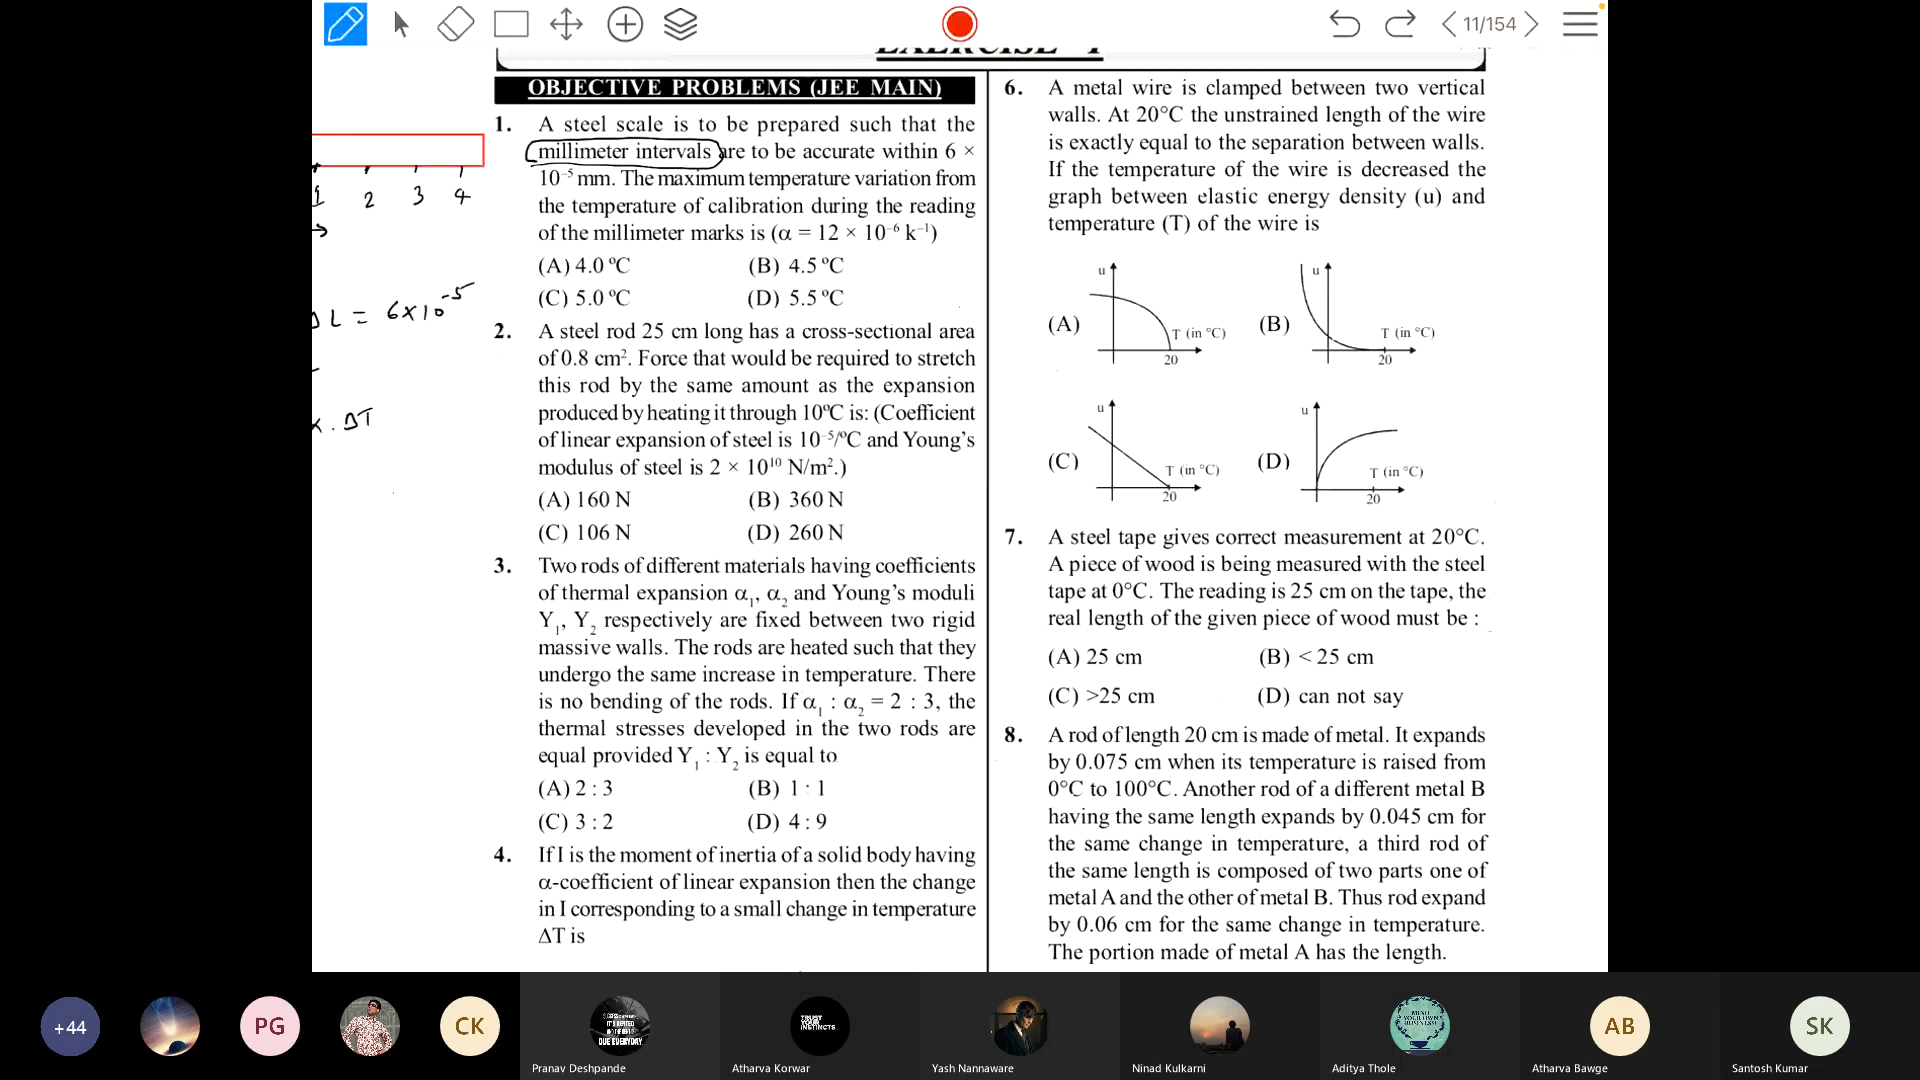 11/154
EXERCISE - I
OBJECTIVE PROBLEMS (JEE MAIN)
1. A steel scale is to be prepared such that the
millimeter intervals are to be accurate within 6 ×
10⁻⁵ mm. The maximum temperature variation from
the temperature of calibration during the reading
of the millimeter marks is (α = 12 × 10⁻⁶ k⁻¹)
(A) 4.0 ºC (B) 4.5 ºC
(C) 5.0 ºC (D) 5.5 ºC
2. A steel rod 25 cm long has a cross-sectional area
of 0.8 cm². Force that would be required to stretch
this rod by the same amount as the expansion
produced by heating it through 10ºC is: (Coefficient
of linear expansion of steel is 10⁻⁵/ºC and Young's
modulus of steel is 2 × 10¹⁰ N/m².)
(A) 160 N (B) 360 N
(C) 106 N (D) 260 N
3. Two rods of different materials having coefficients
of thermal expansion α₁, α₂ and Young's moduli
Y₁, Y₂ respectively are fixed between two rigid
massive walls. The rods are heated such that they
undergo the same increase in temperature. There
is no bending of the rods. If α₁ : α₂ = 2 : 3, the
thermal stresses developed in the two rods are
equal provided Y₁ : Y₂ is equal to
(A) 2 : 3 (B) 1 : 1
(C) 3 : 2 (D) 4 : 9
4. If I is the moment of inertia of a solid body having
α-coefficient of linear expansion then the change
in I corresponding to a small change in temperature
ΔT is
1 2 3 4
ΔL = 6×10⁻⁵
. ΔT
6. A metal wire is clamped between two vertical
walls. At 20°C the unstrained length of the wire
is exactly equal to the separation between walls.
If the temperature of the wire is decreased the
graph between elastic energy density (u) and
temperature (T) of the wire is
(A) u T (in °C) 20 (B) u T (in °C) 20
(C) u T (in °C) 20 (D) u T (in °C) 20
7. A steel tape gives correct measurement at 20°C.
A piece of wood is being measured with the steel
tape at 0°C. The reading is 25 cm on the tape, the
real length of the given piece of wood must be :
(A) 25 cm (B) < 25 cm
(C) >25 cm (D) can not say
8. A rod of length 20 cm is made of metal. It expands
by 0.075 cm when its temperature is raised from
0°C to 100°C. Another rod of a different metal B
having the same length expands by 0.045 cm for
the same change in temperature, a third rod of
the same length is composed of two parts one of
metal A and the other of metal B. Thus rod expand
by 0.06 cm for the same change in temperature.
The portion made of metal A has the length.
+44 PG CK AB SK
TRUST YOUR INSTINCTS
DUE EVERYDAY
MIND YOUR OWN BUSINESS!
Pranav Deshpande Atharva Korwar Yash Nannaware Ninad Kulkarni Aditya Thole Atharva Bawge Santosh Kumar